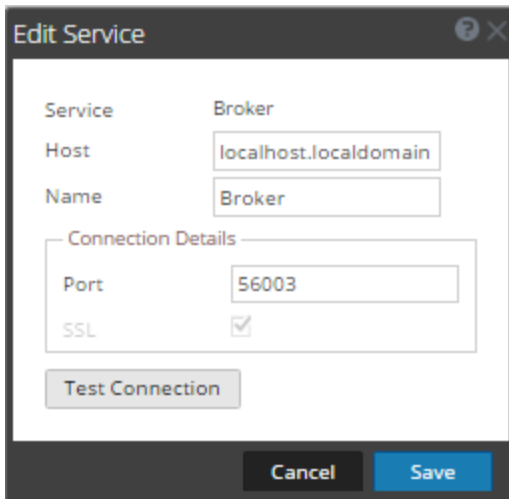 Edit Service
Service Broker
Host localhost.localdomain
Name Broker
Connection Details
Port 56003
SSL
Test Connection
Cancel Save